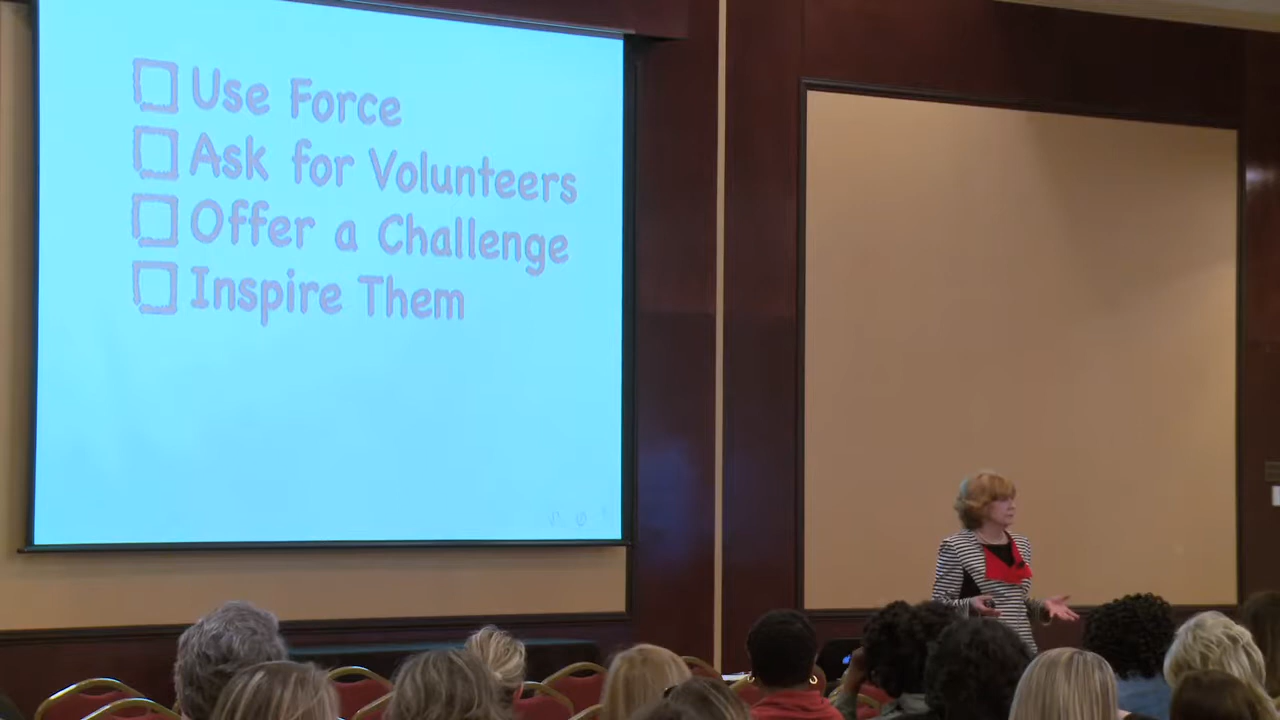 Use Force
Ask for Volunteers
Offer a Challenge
Inspire Them